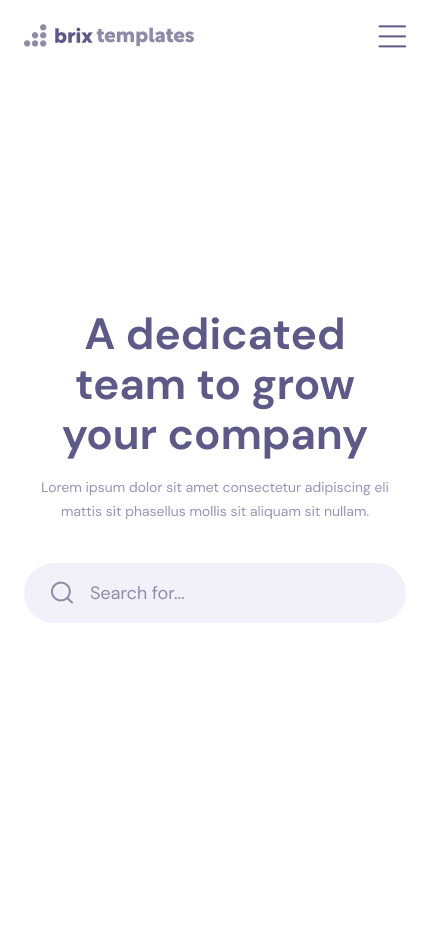 brix templates
A dedicated
team to grow
your company
Lorem ipsum dolor sit amet consectetur adipiscing eli
mattis sit phasellus mollis sit aliquam sit nullam.
Search for...